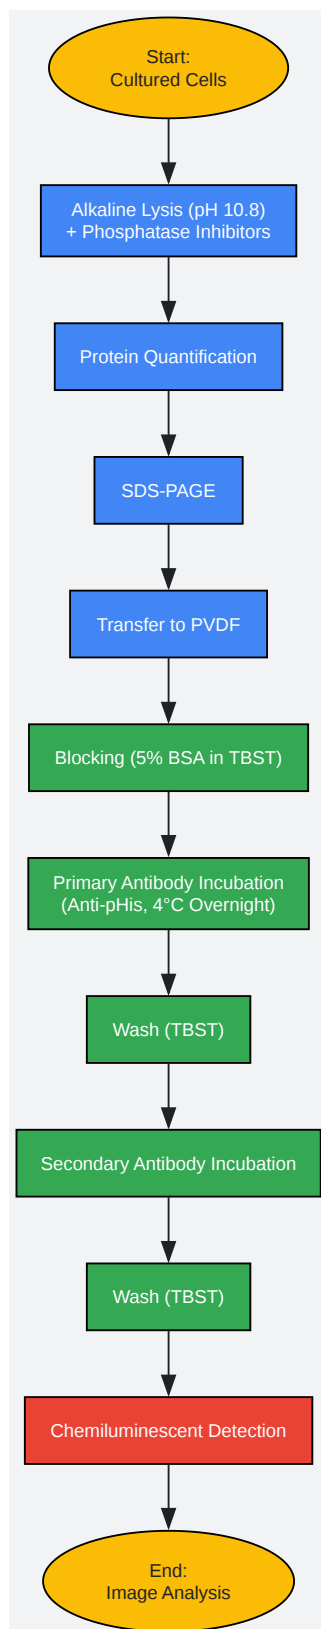 Start:
Cultured Cells
Alkaline Lysis (pH 10.8)
+ Phosphatase Inhibitors
Protein Quantification
SDS-PAGE
Transfer to PVDF
Blocking (5% BSA in TBST)
Primary Antibody Incubation
(Anti-pHis, 4°C Overnight)
Wash (TBST)
Secondary Antibody Incubation
Wash (TBST)
Chemiluminescent Detection
End:
Image Analysis